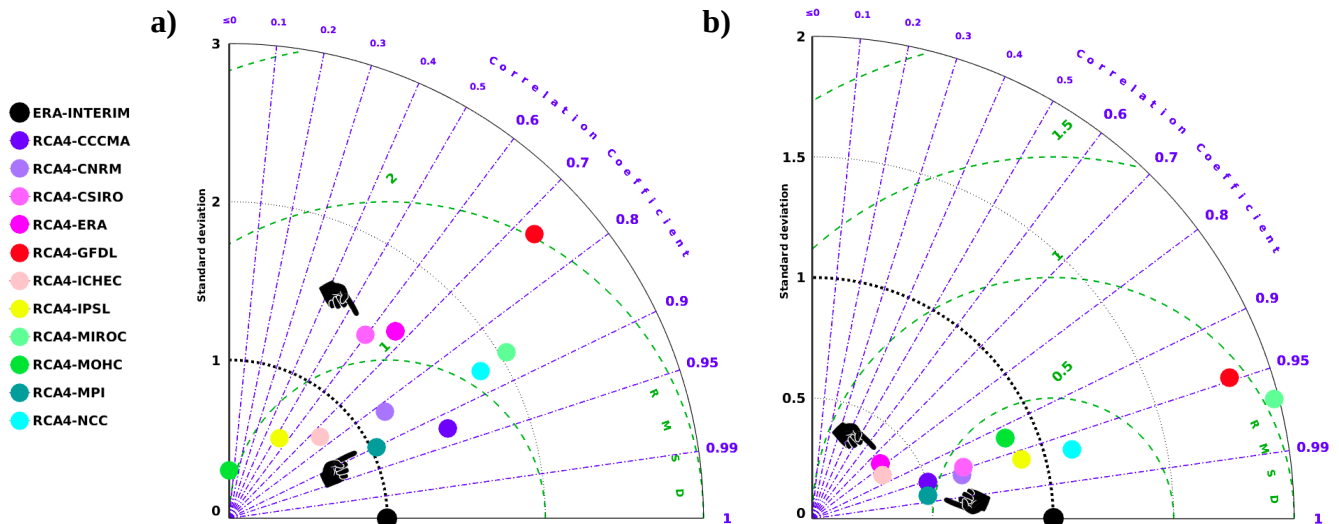 a)
b)
ERA-INTERIM
RCA4-CCCMA
RCA4-CNRM
RCA4-CSIRO
RCA4-ERA
RCA4-GFDL
RCA4-ICHEC
RCA4-IPSL
RCA4-MIROC
RCA4-MOHC
RCA4-MPI
RCA4-NCC
≤0
0.1
0.2
0.3
0.4
0.5
0.6
0.7
0.8
0.9
0.95
0.99
1
Correlation Coefficient
Standard deviation
3
2
1
0
2
1
RMSD
≤0
0.1
0.2
0.3
0.4
0.5
0.6
0.7
0.8
0.9
0.95
0.99
1
Correlation Coefficient
Standard deviation
2
1.5
1
0.5
0
1.5
1
0.5
RMSD